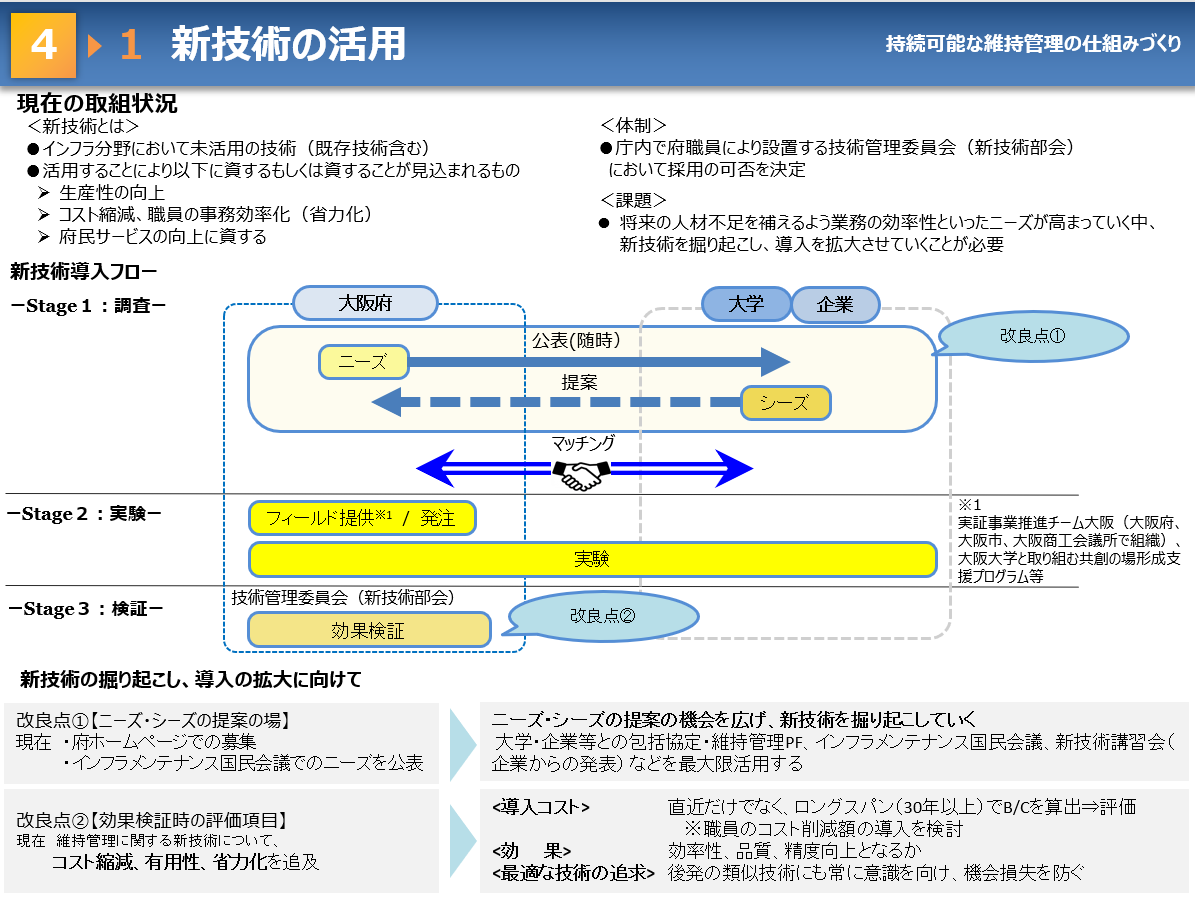 4 1 新技術の活用
持続可能な維持管理の仕組みづくり
現在の取組状況
＜新技術とは＞
●インフラ分野において未活用の技術（既存技術含む）
●活用することにより以下に資するもしくは資することが見込まれるもの
➢ 生産性の向上
➢ コスト縮減、職員の事務効率化（省力化）
➢ 府民サービスの向上に資する
＜体制＞
●庁内で府職員により設置する技術管理委員会（新技術部会）
において採用の可否を決定
＜課題＞
● 将来の人材不足を補えるよう業務の効率性といったニーズが高まっていく中、
新技術を掘り起こし、導入を拡大させていくことが必要
新技術導入フロー
ーStage１：調査ー
大阪府
大学
企業
公表(随時）
ニーズ
改良点①
提案
シーズ
マッチング
ーStage２：実験ー
フィールド提供※1 / 発注
実験
※1
実証事業推進チーム大阪（大阪府、
大阪市、大阪商工会議所で組織）、
大阪大学と取り組む共創の場形成支
援プログラム等
ーStage３：検証ー
技術管理委員会（新技術部会）
効果検証
改良点②
新技術の掘り起こし、導入の拡大に向けて
改良点①【ニーズ・シーズの提案の場】
現在 ・府ホームページでの募集
・インフラメンテナンス国民会議でのニーズを公表
ニーズ・シーズの提案の機会を広げ、新技術を掘り起こしていく
大学・企業等との包括協定・維持管理PF、インフラメンテナンス国民会議、新技術講習会（
企業からの発表）などを最大限活用する
改良点②【効果検証時の評価項目】
現在 維持管理に関する新技術について、
コスト縮減、有用性、省力化を追及
<導入コスト> 直近だけでなく、ロングスパン（30年以上）でB/Cを算出⇒評価
※職員のコスト削減額の導入を検討
<効 果> 効率性、品質、精度向上となるか
<最適な技術の追求> 後発の類似技術にも常に意識を向け、機会損失を防ぐ